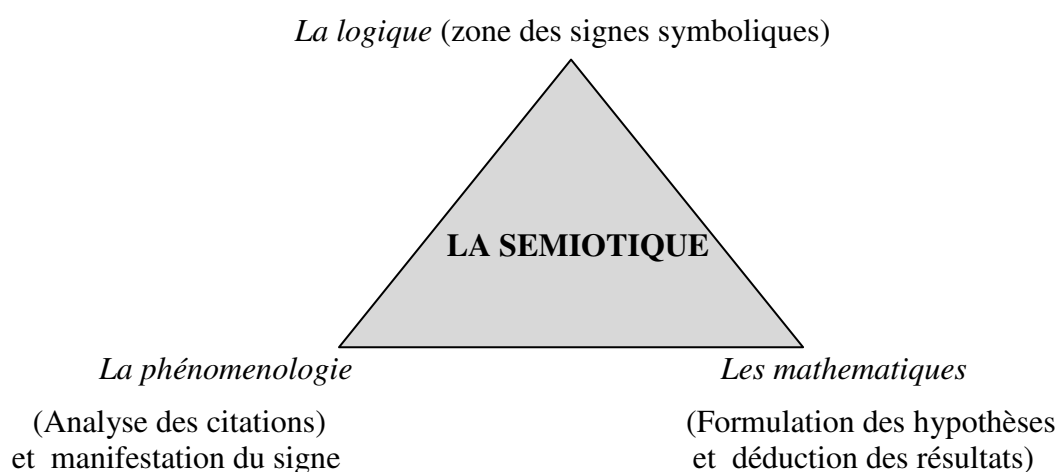 La logique (zone des signes symboliques)
LA SEMIOTIQUE
La phénomenologie
(Analyse des citations)
et manifestation du signe
Les mathematiques
(Formulation des hypothèses
et déduction des résultats)